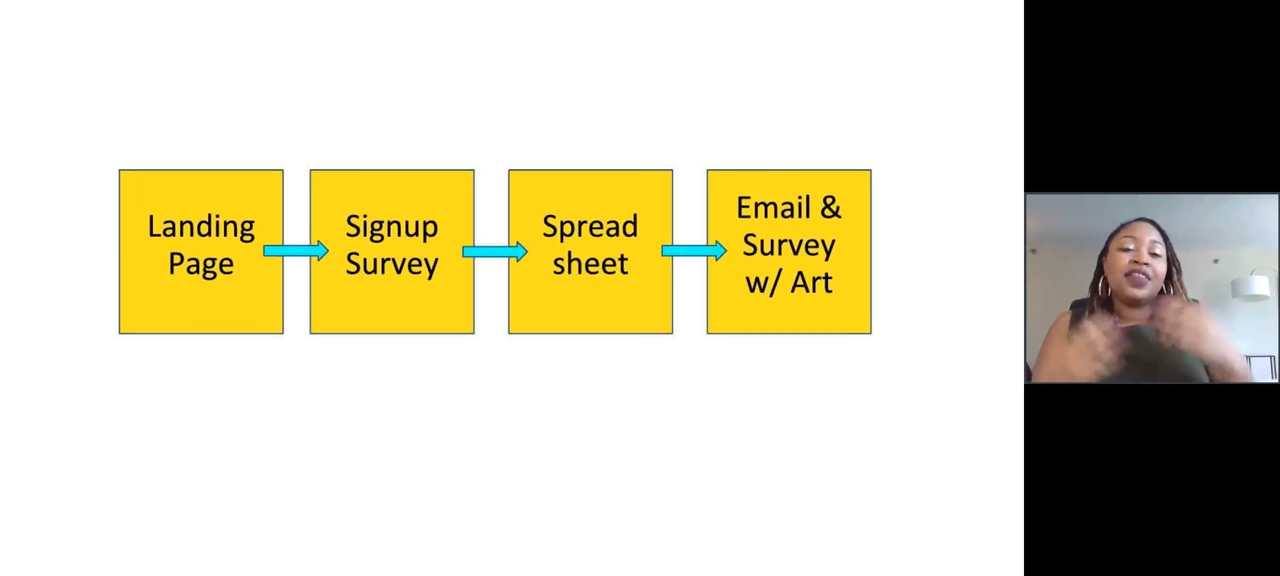 Landing
Page
Signup
Survey
Spread
sheet
Email &
Survey
w/ Art